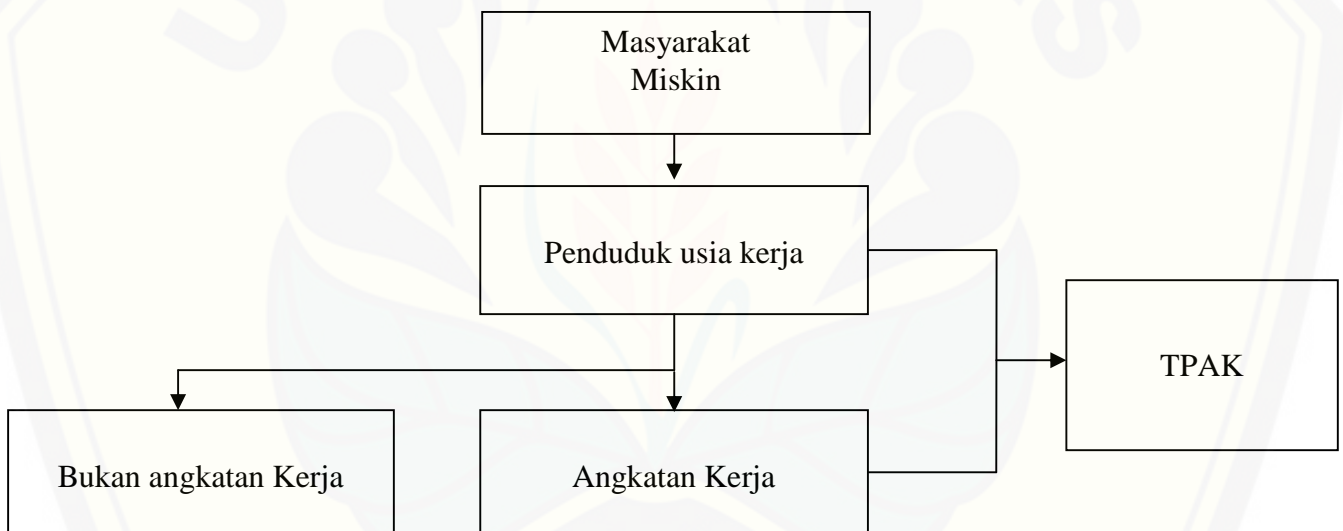 Masyarakat
Miskin
Penduduk usia kerja
TPAK
Bukan angkatan Kerja
Angkatan Kerja